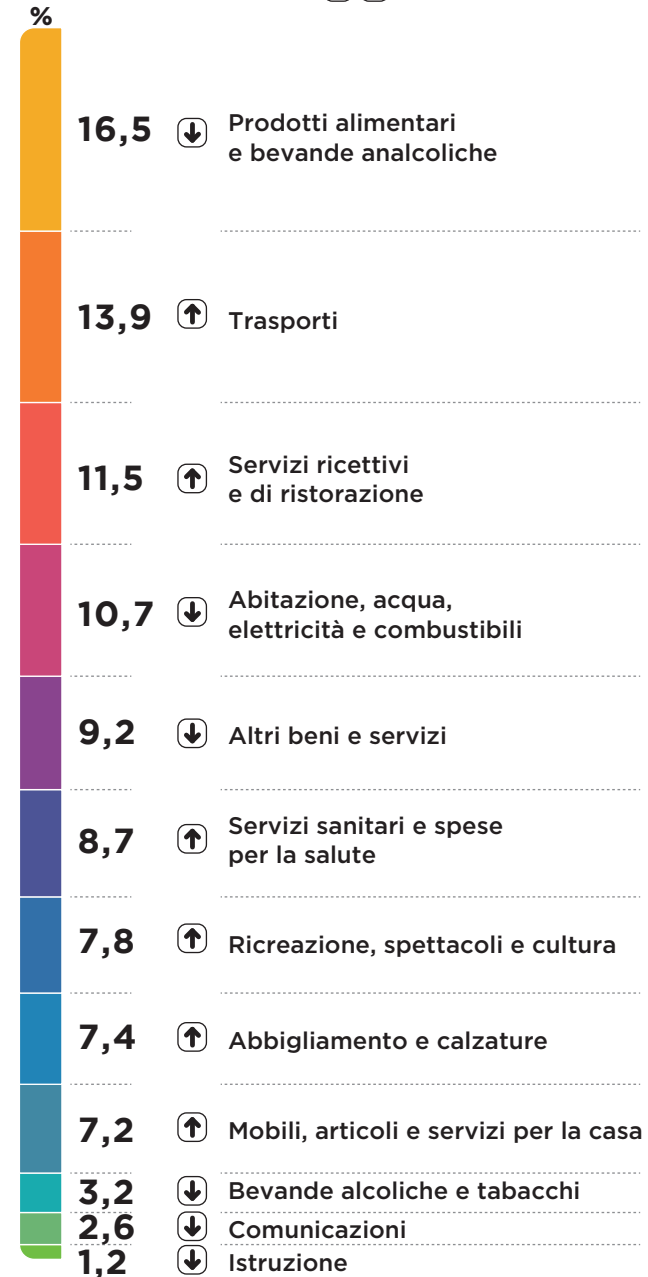 %
16,5
Prodotti alimentari
e bevande analcoliche
13,9
Trasporti
11,5
Servizi ricettivi
e di ristorazione
10,7
Abitazione, acqua,
elettricità e combustibili
9,2
Altri beni e servizi
8,7
Servizi sanitari e spese
per la salute
7,8
Ricreazione, spettacoli e cultura
7,4
Abbigliamento e calzature
7,2
Mobili, articoli e servizi per la casa
3,2
Bevande alcoliche e tabacchi
2,6
Comunicazioni
1,2
Istruzione